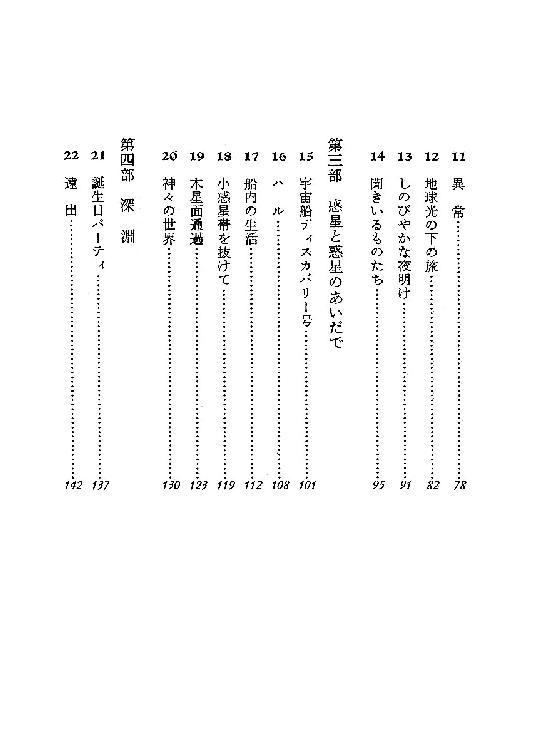 11 異常 78
12 地球光の下の旅 82
13 しのびやかな夜明け 91
14 聞きいるものたち 95
第三部 惑星と惑星のあいだで
15 宇宙船ディスカバリー号 101
16 ハル 108
17 船内の生活 112
18 小惑星帯を抜けて 119
19 木星面通過 123
20 神々の世界 130
第四部 深淵
21 誕生日パーティ 137
22 遠出 142